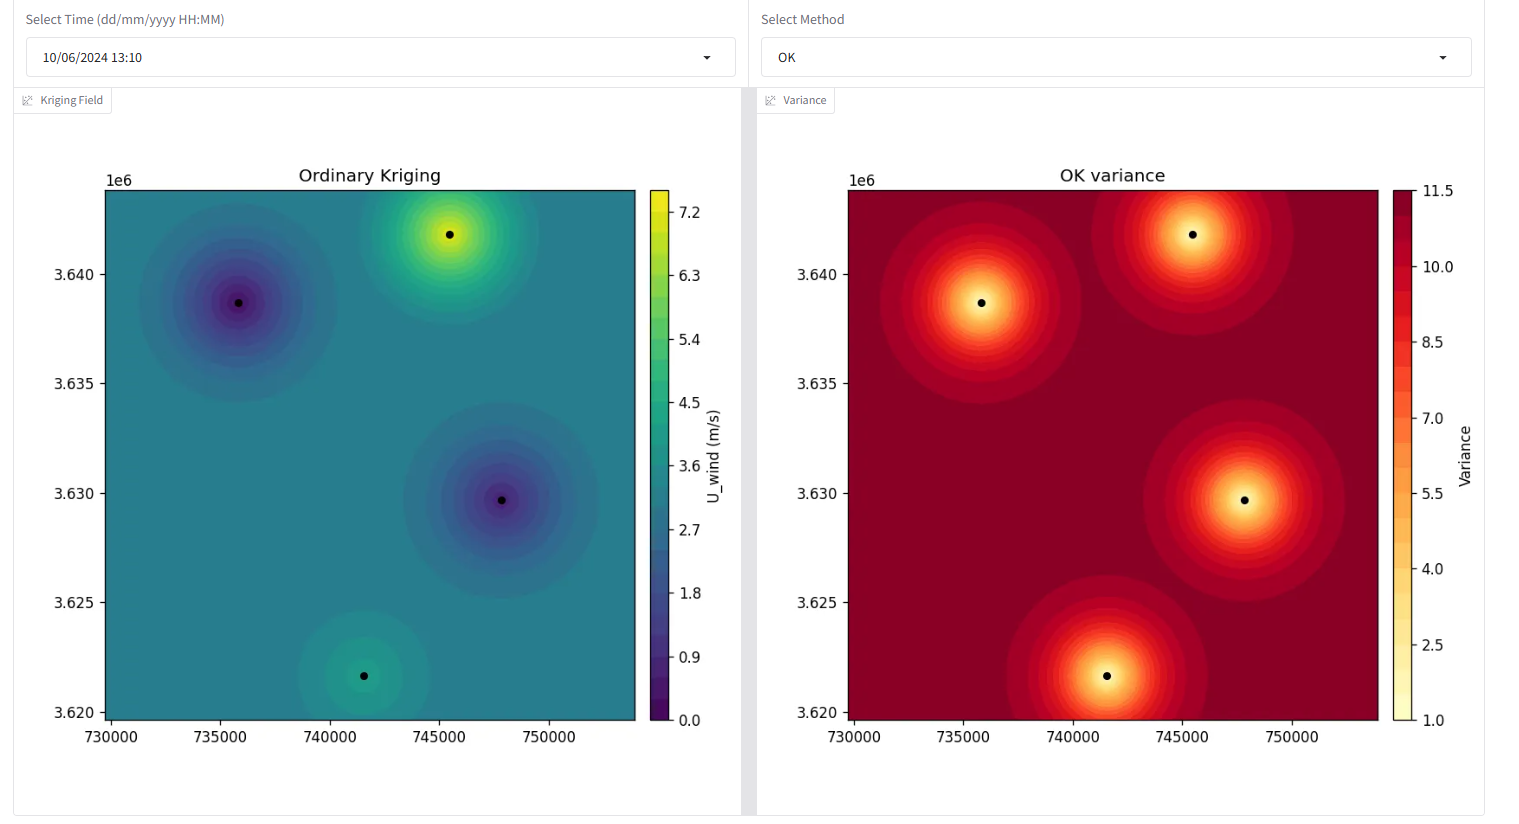 Select Time (dd/mm/yyyy HH:MM)
10/06/2024 13:10
Select Method
OK
Kriging Field
Ordinary Kriging
1e6
3.640
3.635
3.630
3.625
3.620
730000 735000 740000 745000 750000
7.2
6.3
5.4
4.5
3.6
2.7
1.8
0.9
0.0
U_wind (m/s)
Variance
OK variance
1e6
3.640
3.635
3.630
3.625
3.620
730000 735000 740000 745000 750000
11.5
10.0
8.5
7.0
5.5
4.0
2.5
1.0
Variance